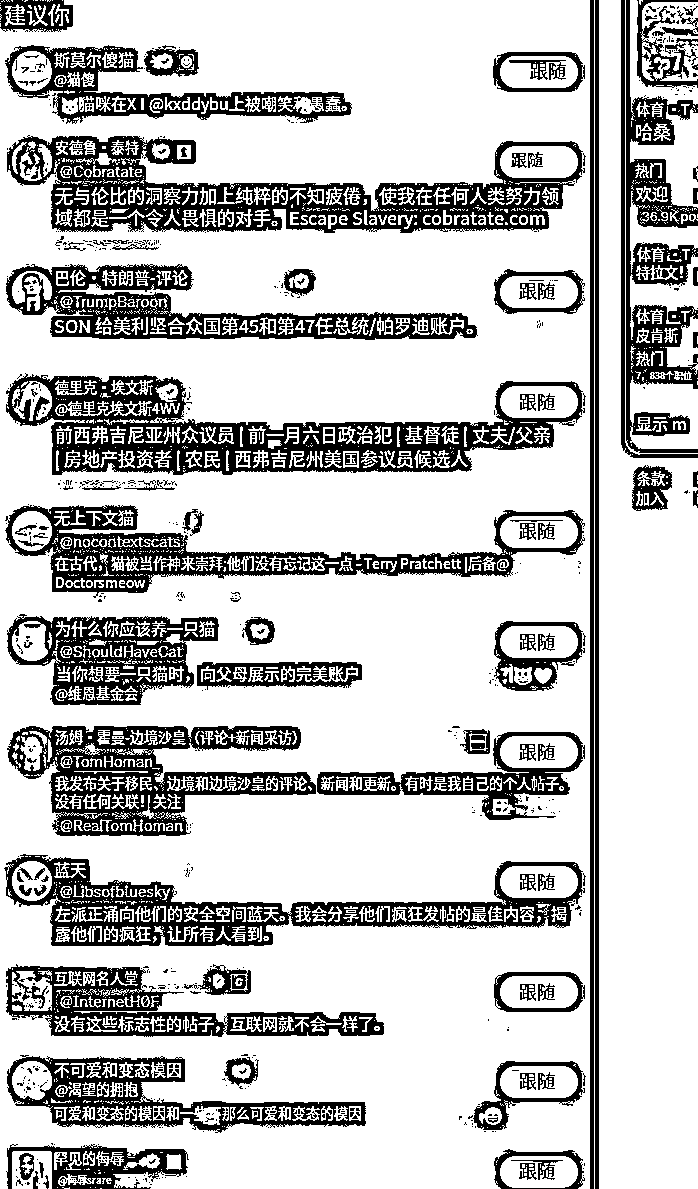 建议你
斯莫尔傻猫
@猫傻
跟随
猫咪在X I @kxddybu上被嘲笑和愚蠢。
安德鲁·泰特
@Cobratate
跟随
无与伦比的洞察力加上纯粹的不知疲倦，使我在任何人类努力领
域都是一个令人畏惧的对手。Escape Slavery: cobratate.com
巴伦·特朗普-评论
@TrumpBaroon
跟随
SON 给美利坚合众国第45和第47任总统/帕罗迪账户。
德里克·埃文斯
@德里克埃文斯4WV
跟随
前西弗吉尼亚州众议员 | 前一月六日政治犯 | 基督徒 | 丈夫/父亲
| 房地产投资者 | 农民 | 西弗吉尼州美国参议员候选人
无上下文猫
@nocontextscats
跟随
在古代，猫被当作神来崇拜,他们没有忘记这一点 - Terry Pratchett |后备@
Doctorsmeow
为什么你应该养一只猫
@ShouldHaveCat
跟随
当你想要一只猫时，向父母展示的完美账户
@维恩基金会
汤姆·霍曼-边境沙皇（评论+新闻采访）
@TomHoman_
跟随
我发布关于移民、边境和边境沙皇的评论、新闻和更新。有时是我自己的个人帖子。
没有任何关联！关注
@RealTomHoman
蓝天
@Libsofbluesky
跟随
左派正涌向他们的安全空间蓝天。我会分享他们疯狂发帖的最佳内容，揭
露他们的疯狂，让所有人看到。
互联网名人堂
@InternetH0F
跟随
没有这些标志性的帖子，互联网就不会一样了。
不可爱和变态模因
@渴望的拥抱
跟随
可爱和变态的模因和一些不那么可爱和变态的模因
罕见的侮辱
@侮辱srare
跟随
体育
哈桑
热门
欢迎
36.9K pos
体育
特拉文！
体育
皮肯斯
热门
7，838个职位
显示 m
条款
加入